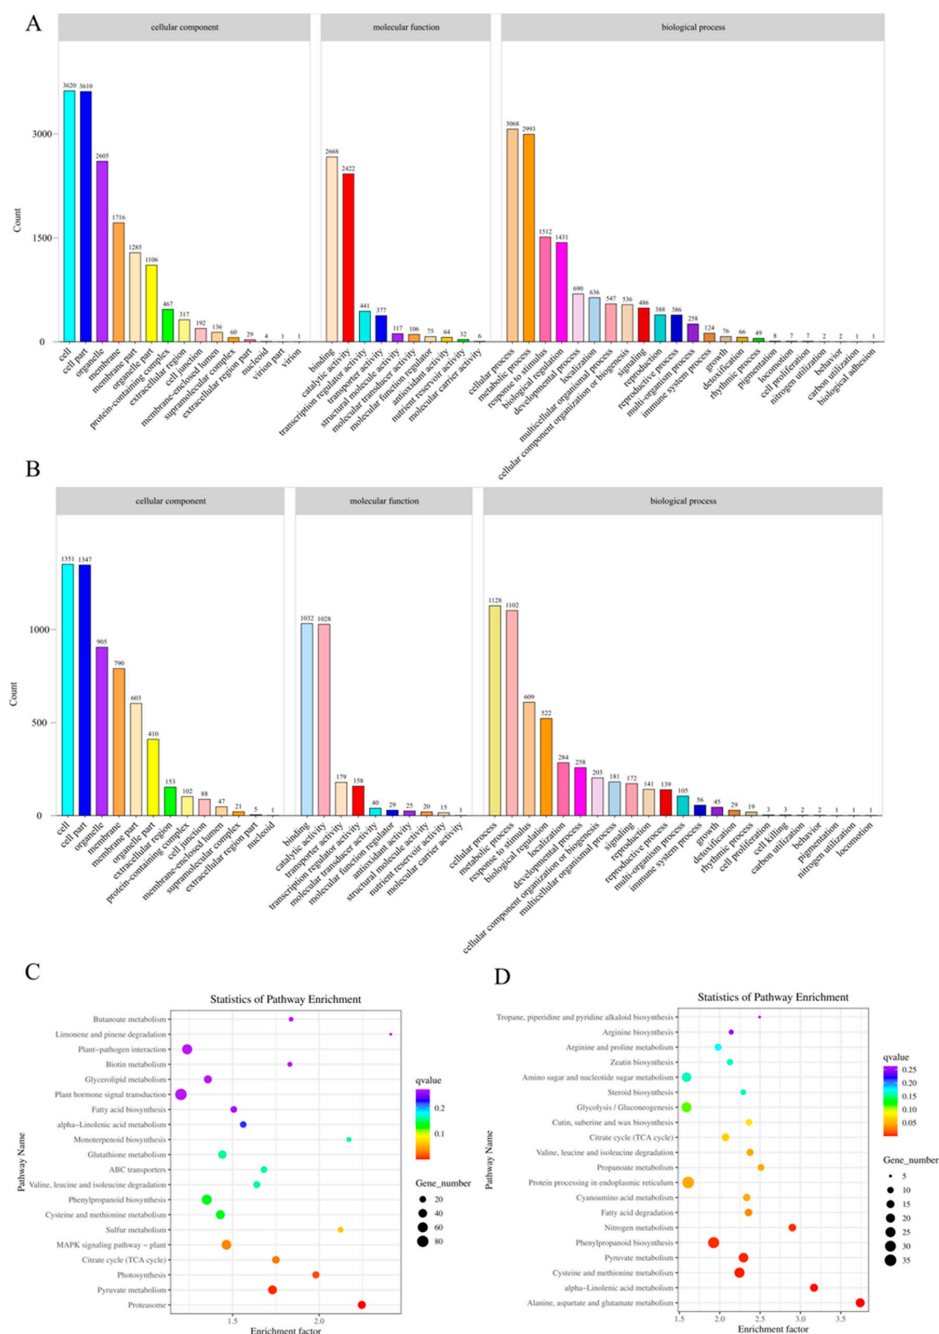 A
cellular component
molecular function
biological process
3620
3610
2605
1716
1285
1106
467
317
192
136
60
29
4
1
1
2668
2422
441
377
117
106
75
64
32
6
3068
2993
1512
1431
690
636
547
536
486
388
386
258
124
76
66
49
8
7
7
2
2
1
1
Count
3000
1500
0
cell
cell part
organelle
membrane
membrane part
organelle part
protein-containing complex
extracellular region
cell junction
membrane-enclosed lumen
supramolecular complex
extracellular region part
nucleoid
virion part
virion
binding
catalytic activity
transcription regulator activity
transporter activity
structural molecule activity
molecular transducer activity
molecular function regulator
antioxidant activity
nutrient reservoir activity
molecular carrier activity
cellular process
metabolic process
response to stimulus
biological regulation
developmental process
localization
multicellular organismal process
cellular component organization or biogenesis
signaling
reproduction
reproductive process
multi-organism process
immune system process
growth
detoxification
rhythmic process
pigmentation
locomotion
cell proliferation
nitrogen utilization
behavior
carbon utilization
biological adhesion
B
cellular component
molecular function
biological process
1351
1347
905
790
603
410
153
102
88
47
21
5
1
1032
1028
179
158
40
29
25
20
15
1
1128
1102
609
522
284
258
203
181
172
141
139
105
56
45
29
19
3
3
2
2
1
1
1
Count
1000
500
0
cell
cell part
organelle
membrane
membrane part
organelle part
extracellular region
protein-containing complex
cell junction
membrane-enclosed lumen
supramolecular complex
extracellular region part
nucleoid
binding
catalytic activity
transporter activity
transcription regulator activity
molecular transducer activity
molecular function regulator
antioxidant activity
structural molecule activity
nutrient reservoir activity
molecular carrier activity
cellular process
metabolic process
response to stimulus
biological regulation
localization
developmental process
cellular component organization or biogenesis
multicellular organismal process
signaling
reproduction
reproductive process
multi-organism process
immune system process
growth
detoxification
rhythmic process
cell proliferation
cell killing
carbon utilization
behavior
pigmentation
nitrogen utilization
locomotion
C
Statistics of Pathway Enrichment
Pathway Name
Butanoate metabolism
Limonene and pinene degradation
Plant−pathogen interaction
Biotin metabolism
Glycerolipid metabolism
Plant hormone signal transduction
Fatty acid biosynthesis
alpha−Linolenic acid metabolism
Monoterpenoid biosynthesis
Glutathione metabolism
ABC transporters
Valine, leucine and isoleucine degradation
Phenylpropanoid biosynthesis
Cysteine and methionine metabolism
Sulfur metabolism
MAPK signaling pathway − plant
Citrate cycle (TCA cycle)
Photosynthesis
Pyruvate metabolism
Proteasome
1.5
2.0
Enrichment factor
qvalue
0.2
0.1
Gene_number
20
40
60
80
D
Statistics of Pathway Enrichment
Pathway Name
Tropane, piperidine and pyridine alkaloid biosynthesis
Arginine biosynthesis
Arginine and proline metabolism
Zeatin biosynthesis
Amino sugar and nucleotide sugar metabolism
Steroid biosynthesis
Glycolysis / Gluconeogenesis
Cutin, suberine and wax biosynthesis
Citrate cycle (TCA cycle)
Valine, leucine and isoleucine degradation
Propanoate metabolism
Protein processing in endoplasmic reticulum
Cyanoamino acid metabolism
Fatty acid degradation
Nitrogen metabolism
Phenylpropanoid biosynthesis
Pyruvate metabolism
Cysteine and methionine metabolism
alpha−Linolenic acid metabolism
Alanine, aspartate and glutamate metabolism
1.5
2.0
2.5
3.0
3.5
Enrichment factor
qvalue
0.25
0.20
0.15
0.10
0.05
Gene_number
5
10
15
20
25
30
35